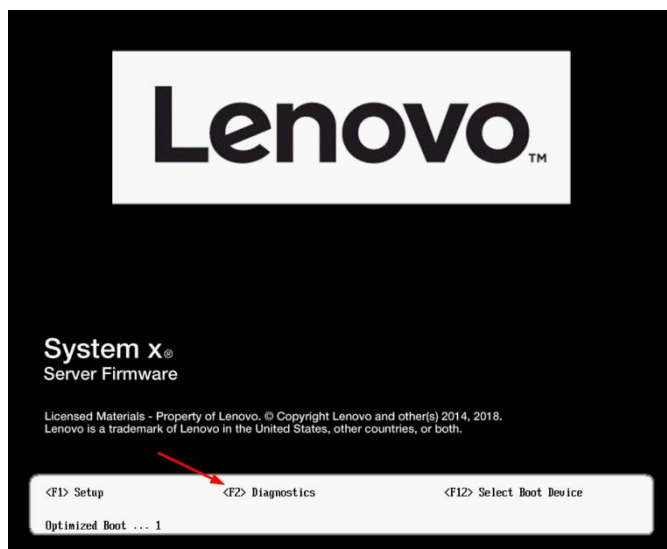 Lenovo™
System x®
Server Firmware
Licensed Materials - Property of Lenovo. © Copyright Lenovo and other(s) 2014, 2018.
Lenovo is a trademark of Lenovo in the United States, other countries, or both.
<F1> Setup <F2> Diagnostics <F12> Select Boot Device
Optimized Boot ... 1